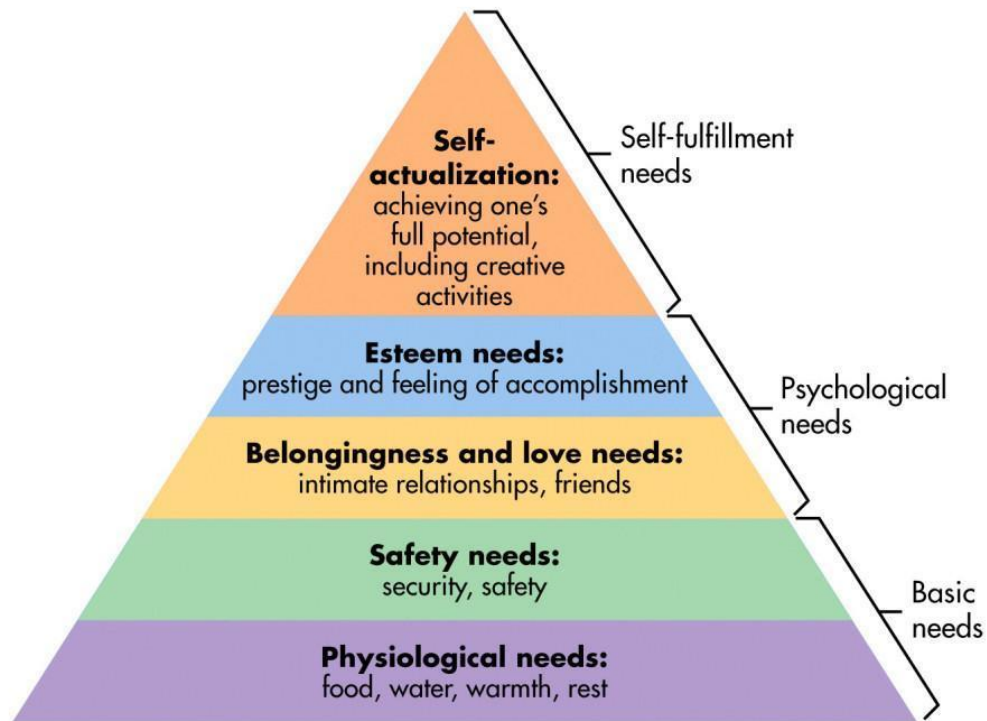 Self-
actualization:
achieving one's
full potential,
including creative
activities
Self-fulfillment
needs
Esteem needs:
prestige and feeling of accomplishment
Psychological
needs
Belongingness and love needs:
intimate relationships, friends
Safety needs:
security, safety
Basic
needs
Physiological needs:
food, water, warmth, rest